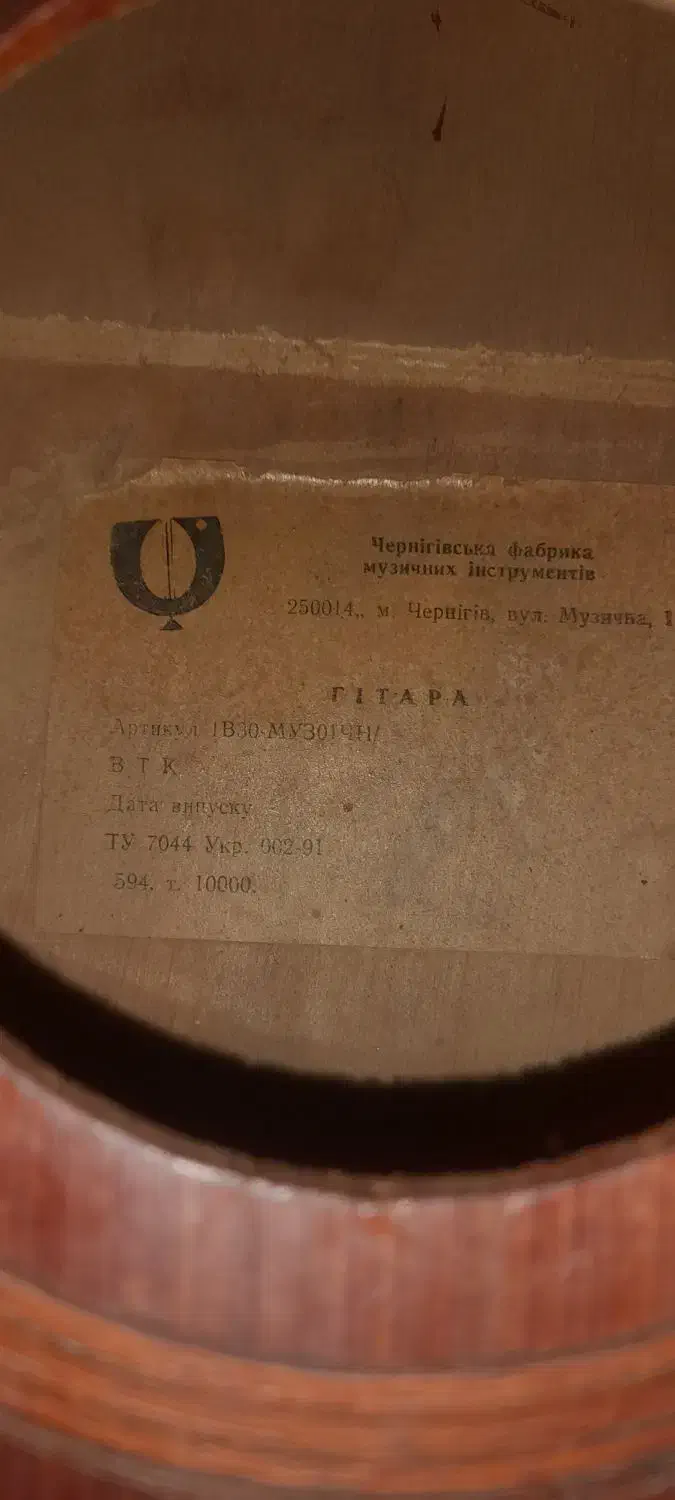 Чернігівська фабрика
музичних інструментів
250014,, м. Чернігів, вул. Музична, 1
ГІТАРА
Артикул 1В30-МУЗ01ЧН/
ВТК
Дата випуску
ТУ 7044 Укр. 002-91
594. т. 10000.